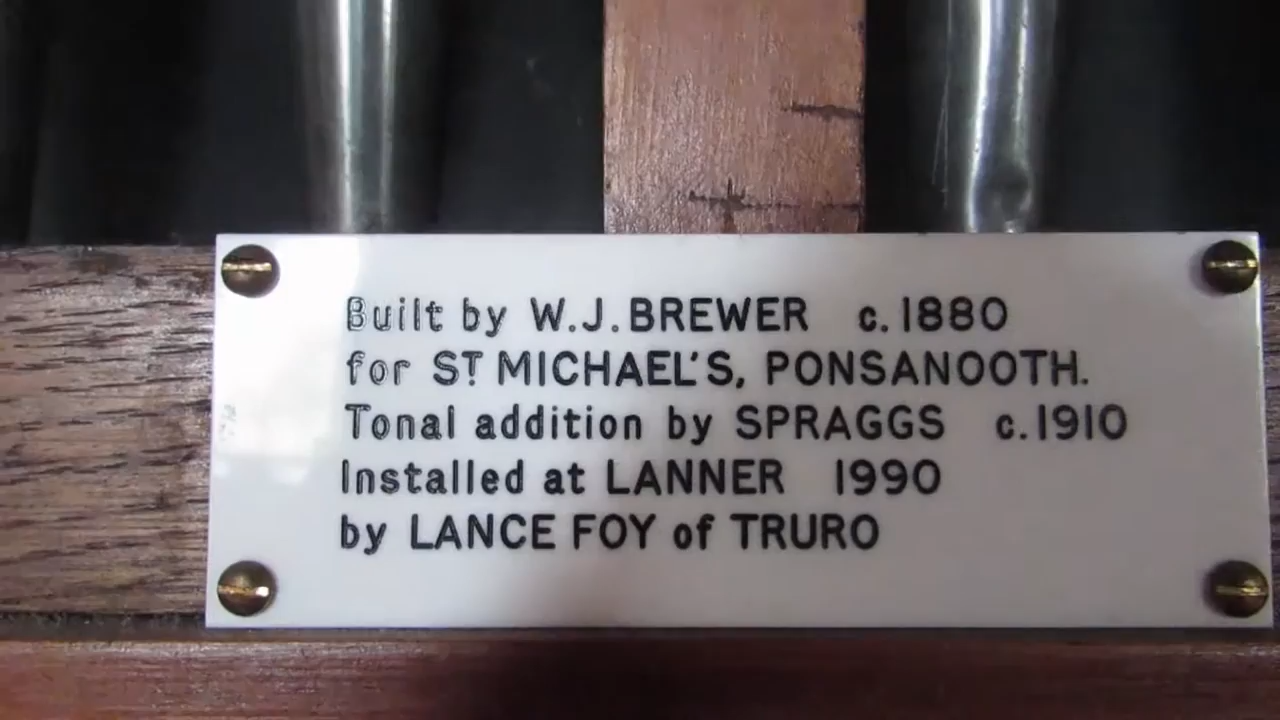 Built by W.J.BREWER c.1880
for ST MICHAEL'S, PONSANOOTH.
Tonal addition by SPRAGGS c.1910
Installed at LANNER 1990
by LANCE FOY of TRURO